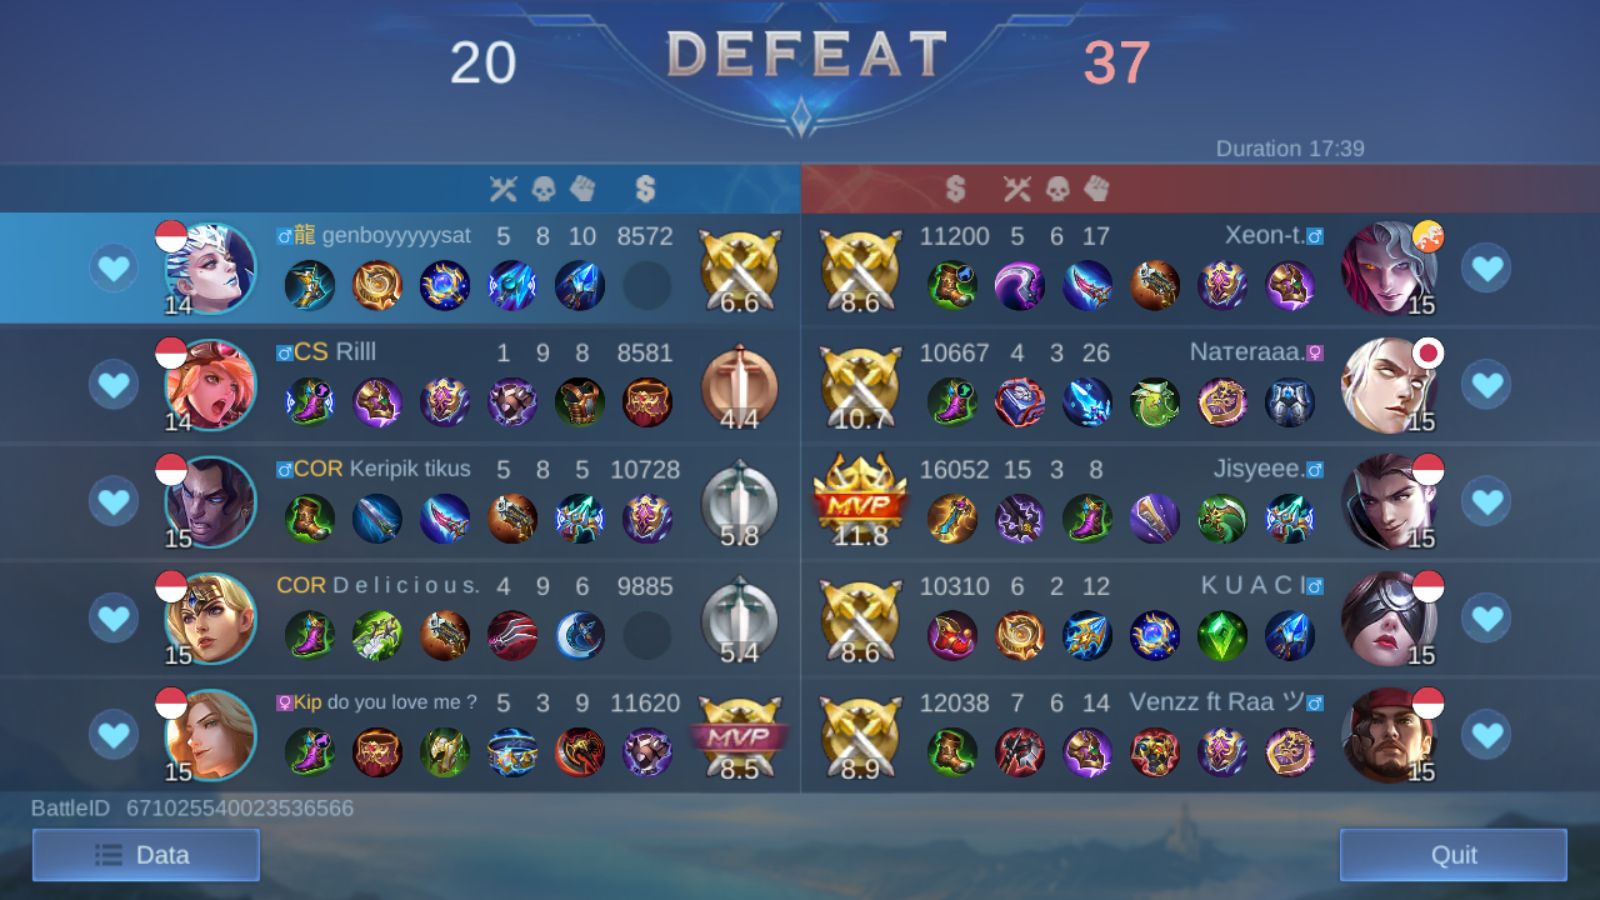 20 DEFEAT 37
Duration 17:39
龍 genboyyyyysat 5 8 10 8572
14
6.6
11200 5 6 17 Xeon-t.
8.6
15
CS Rilll 1 9 8 8581
14
4.4
10667 4 3 26 Naтeraaa.
10.7
15
COR Keripik tikus 5 8 5 10728
15
5.8
16052 15 3 8 Jisyeee.
MVP
11.8
15
COR D e l i c i o u s. 4 9 6 9885
15
5.4
10310 6 2 12 K U A C I
8.6
15
Kip do you love me ? 5 3 9 11620
15
MVP
8.5
12038 7 6 14 Venzz ft Raa ツ
8.9
15
BattleID 671025540023536566
Data
Quit